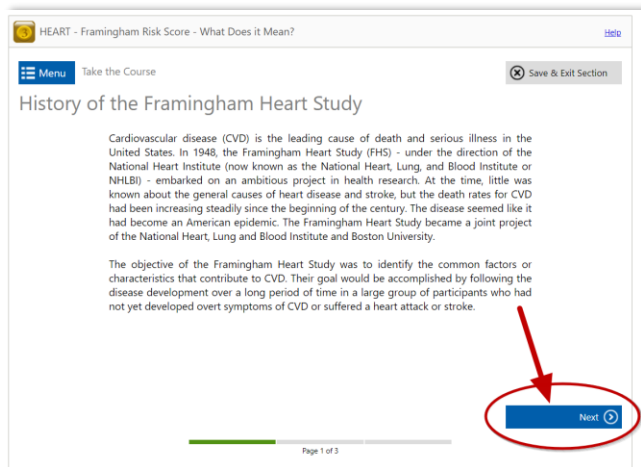 HEART - Framingham Risk Score - What Does it Mean?
Help
Menu
Take the Course
Save & Exit Section
History of the Framingham Heart Study
Cardiovascular disease (CVD) is the leading cause of death and serious illness in the
United States. In 1948, the Framingham Heart Study (FHS) - under the direction of the
National Heart Institute (now known as the National Heart, Lung, and Blood Institute or
NHLBI) - embarked on an ambitious project in health research. At the time, little was
known about the general causes of heart disease and stroke, but the death rates for CVD
had been increasing steadily since the beginning of the century. The disease seemed like it
had become an American epidemic. The Framingham Heart Study became a joint project
of the National Heart, Lung and Blood Institute and Boston University.
The objective of the Framingham Heart Study was to identify the common factors or
characteristics that contribute to CVD. Their goal would be accomplished by following the
disease development over a long period of time in a large group of participants who had
not yet developed overt symptoms of CVD or suffered a heart attack or stroke.
Next
Page 1 of 3